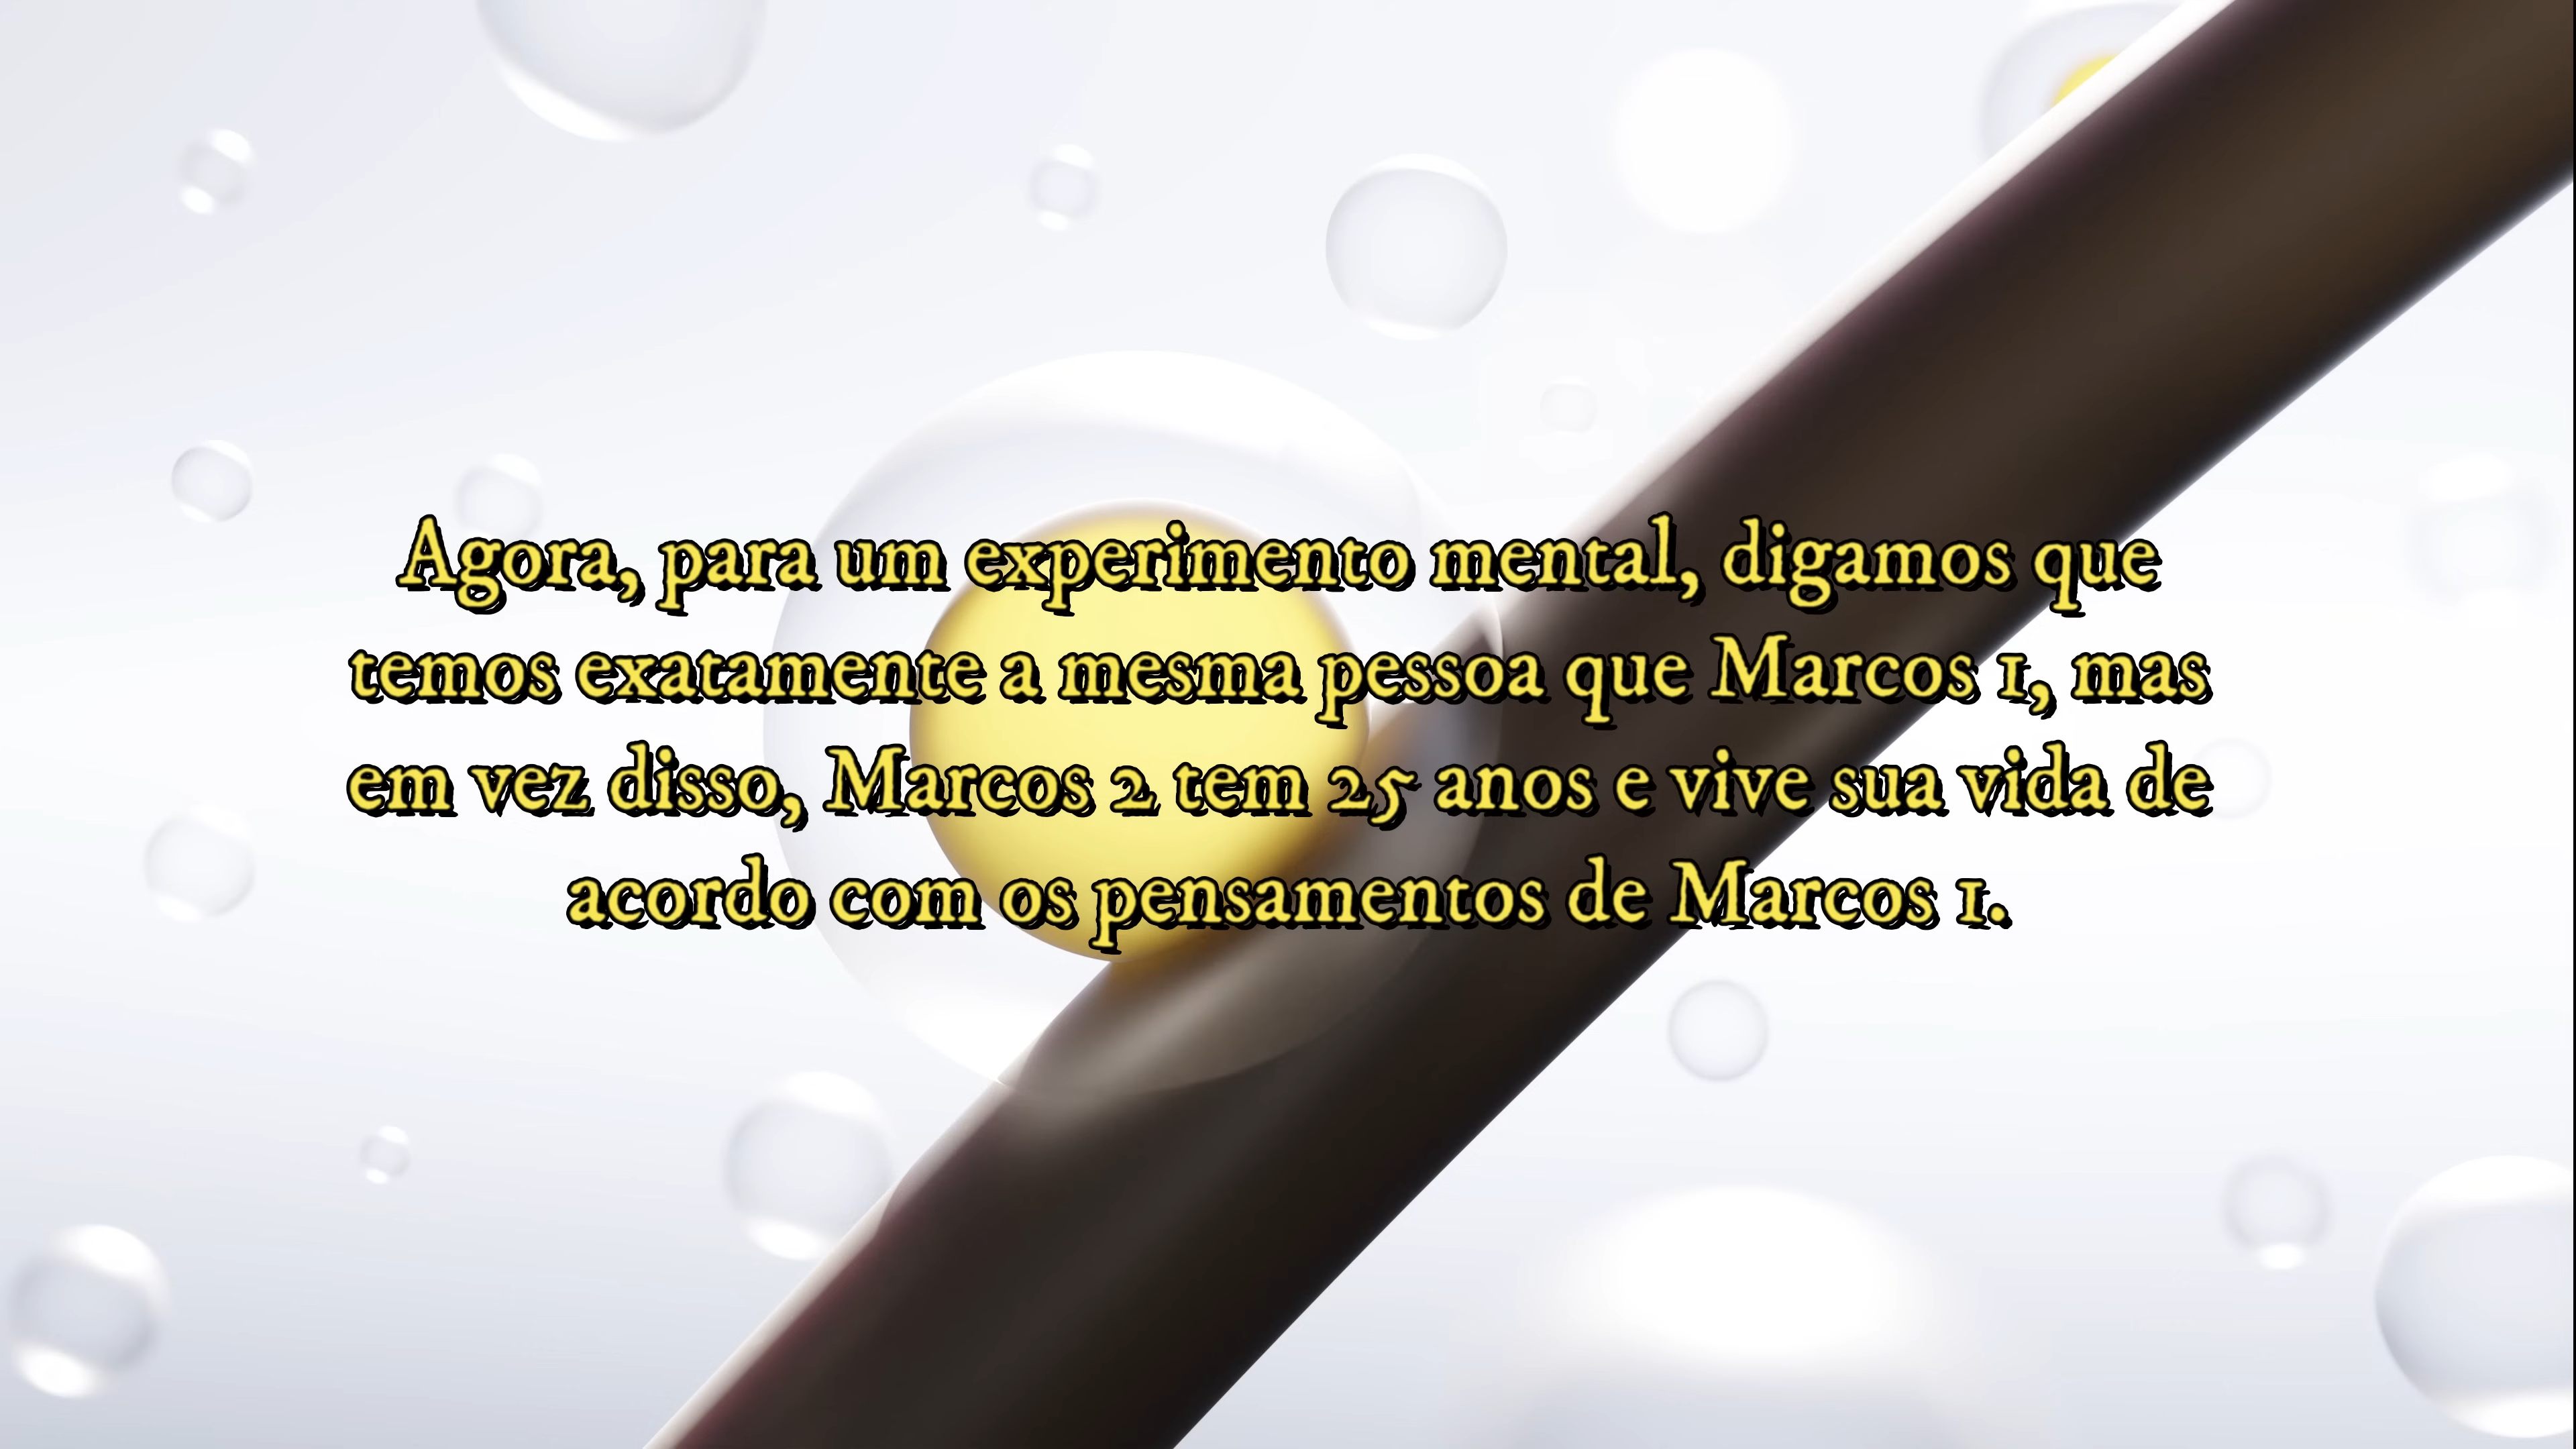 Agora, para um experimento mental, digamos que
temos exatamente a mesma pessoa que Marcos 1, mas
em vez disso, Marcos 2 tem 25 anos e vive sua vida de
acordo com os pensamentos de Marcos 1.